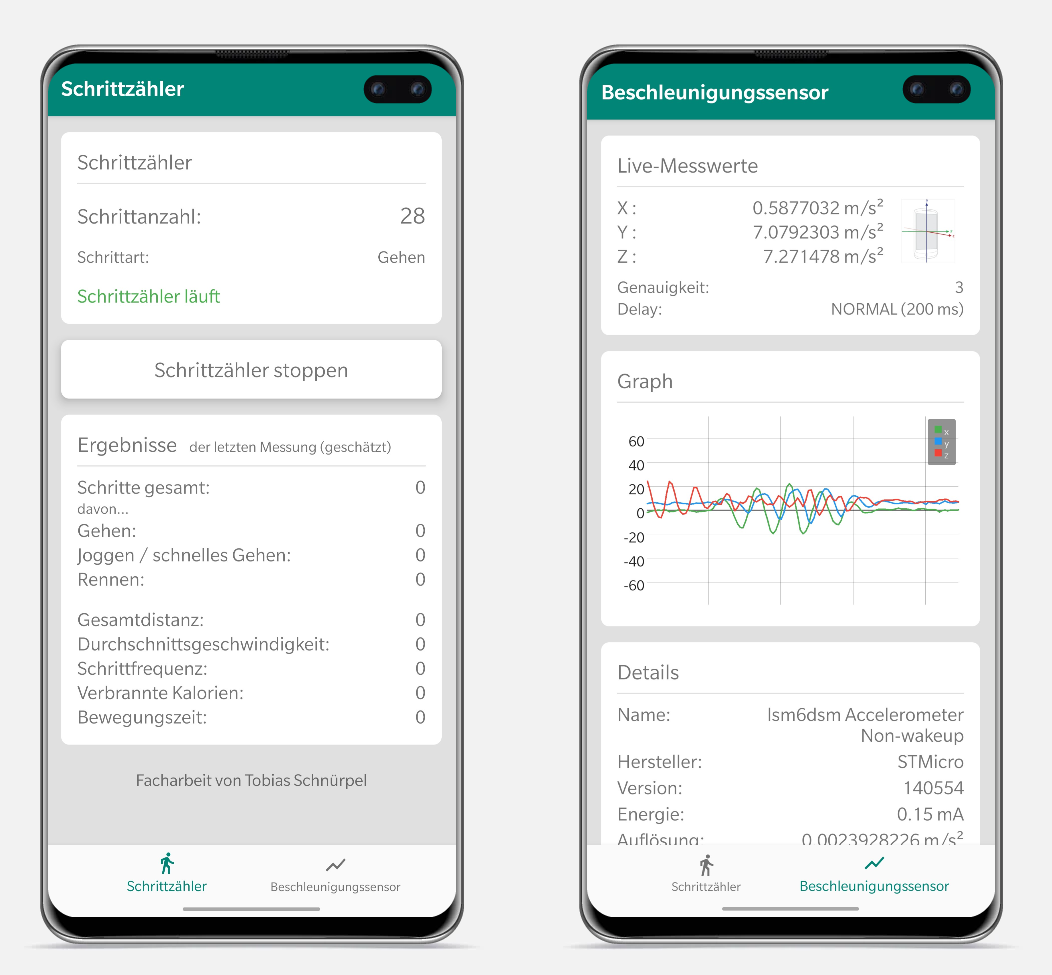 Schrittzähler
Schrittzähler
Schrittanzahl: 28
Schrittart: Gehen
Schrittzähler läuft
Schrittzähler stoppen
Ergebnisse der letzten Messung (geschätzt)
Schritte gesamt: 0
davon...
Gehen: 0
Joggen / schnelles Gehen: 0
Rennen: 0
Gesamtdistanz: 0
Durchschnittsgeschwindigkeit: 0
Schrittfrequenz: 0
Verbrannte Kalorien: 0
Bewegungszeit: 0
Facharbeit von Tobias Schnürpel
Schrittzähler Beschleunigungssensor
Beschleunigungssensor
Live-Messwerte
X : 0.5877032 m/s²
Y : 7.0792303 m/s²
Z : 7.271478 m/s²
Genauigkeit: 3
Delay: NORMAL (200 ms)
Graph
60
40
20
0
-20
-40
-60
x
y
z
Details
Name: lsm6dsm Accelerometer
Non-wakeup
Hersteller: STMicro
Version: 140554
Energie: 0.15 mA
Auflösung: 0.0023928226 m/s²
Schrittzähler Beschleunigungssensor